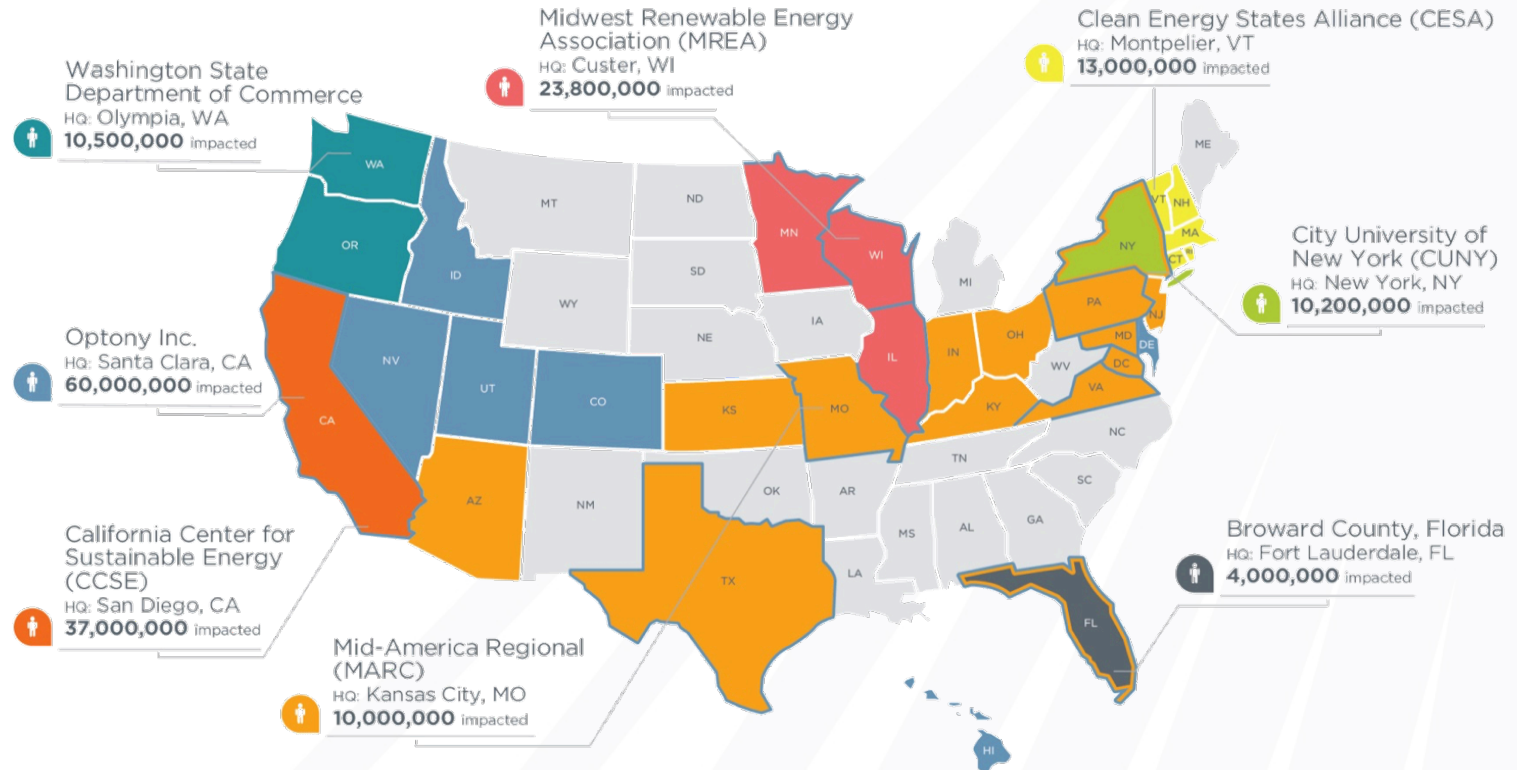 Midwest Renewable Energy
Association (MREA)
HQ: Custer, WI
23,800,000 impacted
Clean Energy States Alliance (CESA)
HQ: Montpelier, VT
13,000,000 impacted
Washington State
Department of Commerce
HQ: Olympia, WA
10,500,000 impacted
City University of
New York (CUNY)
HQ: New York, NY
10,200,000 impacted
Optony Inc.
HQ: Santa Clara, CA
60,000,000 impacted
California Center for
Sustainable Energy
(CCSE)
HQ: San Diego, CA
37,000,000 impacted
Broward County, Florida
HQ: Fort Lauderdale, FL
4,000,000 impacted
Mid-America Regional
(MARC)
HQ: Kansas City, MO
10,000,000 impacted
WA
OR
ID
MT
ND
MN
WI
SD
WY
NE
IA
MI
ME
VT
NH
MA
CT
NY
PA
NJ
NV
UT
CO
KS
MO
IL
IN
OH
WV
MD
DE
DC
VA
KY
CA
AZ
NM
OK
AR
TN
NC
SC
MS
AL
GA
LA
TX
FL
HI